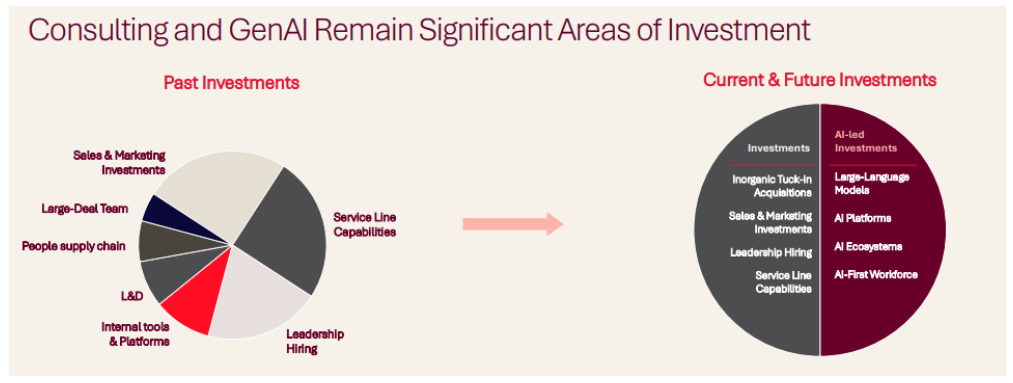 Consulting and GenAI Remain Significant Areas of Investment
Past Investments
Sales & Marketing
Investments
Large-Deal Team
People supply chain
L&D
Internal tools
& Platforms
Leadership
Hiring
Service Line
Capabilities
Current & Future Investments
Investments
Inorganic Tuck-in
Acquisitions
Sales & Marketing
Investments
Leadership Hiring
Service Line
Capabilities
AI-led
Investments
Large-Language
Models
AI Platforms
AI Ecosystems
AI-First Workforce